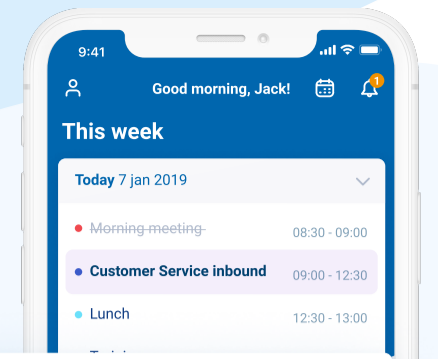 9:41
Good morning, Jack!
1
This week
Today 7 jan 2019
Morning meeting 08:30 - 09:00
Customer Service inbound 09:00 - 12:30
Lunch 12:30 - 13:00